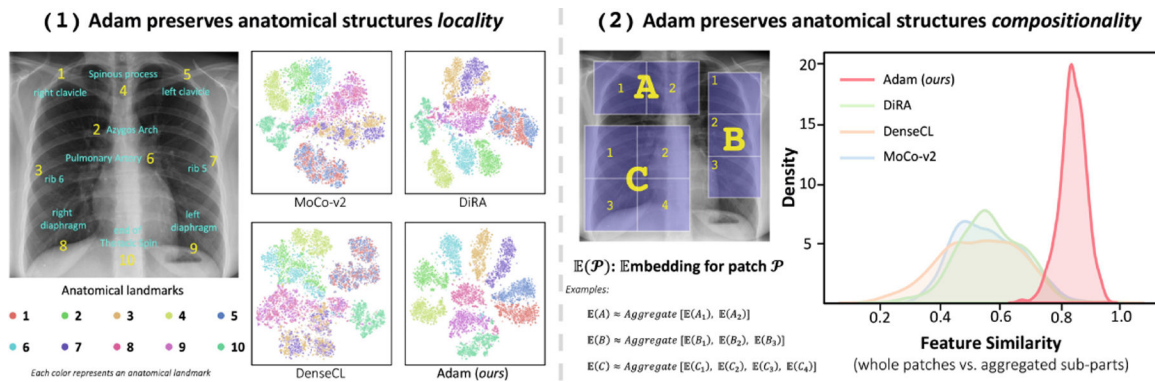 (1) Adam preserves anatomical structures locality
1
5
Spinous process
right clavicle
4
left clavicle
2 Azygos Arch
Pulmonary Artery 6
3
7
rib 6
rib 5
right
diaphragm
left
diaphragm
Thoracic Spin
8
9
10
Anatomical landmarks
1 2 3 4 5
6 7 8 9 10
Each color represents an anatomical landmark
MoCo-v2
DiRA
DenseCL
Adam (ours)
(2) Adam preserves anatomical structures compositionality
1 A 2
1
2 B
3
1 2
C
3 4
𝔼(𝒫): 𝔼mbedding for patch 𝒫
Examples:
E(A) ≈ Aggregate [E(A₁), E(A₂)]
E(B) ≈ Aggregate [E(B₁), E(B₂), E(B₃)]
E(C) ≈ Aggregate [E(C₁), E(C₂), E(C₃), E(C₄)]
Density
20
15
10
5
Adam (ours)
DiRA
DenseCL
MoCo-v2
0.2 0.4 0.6 0.8 1.0
Feature Similarity
(whole patches vs. aggregated sub-parts)